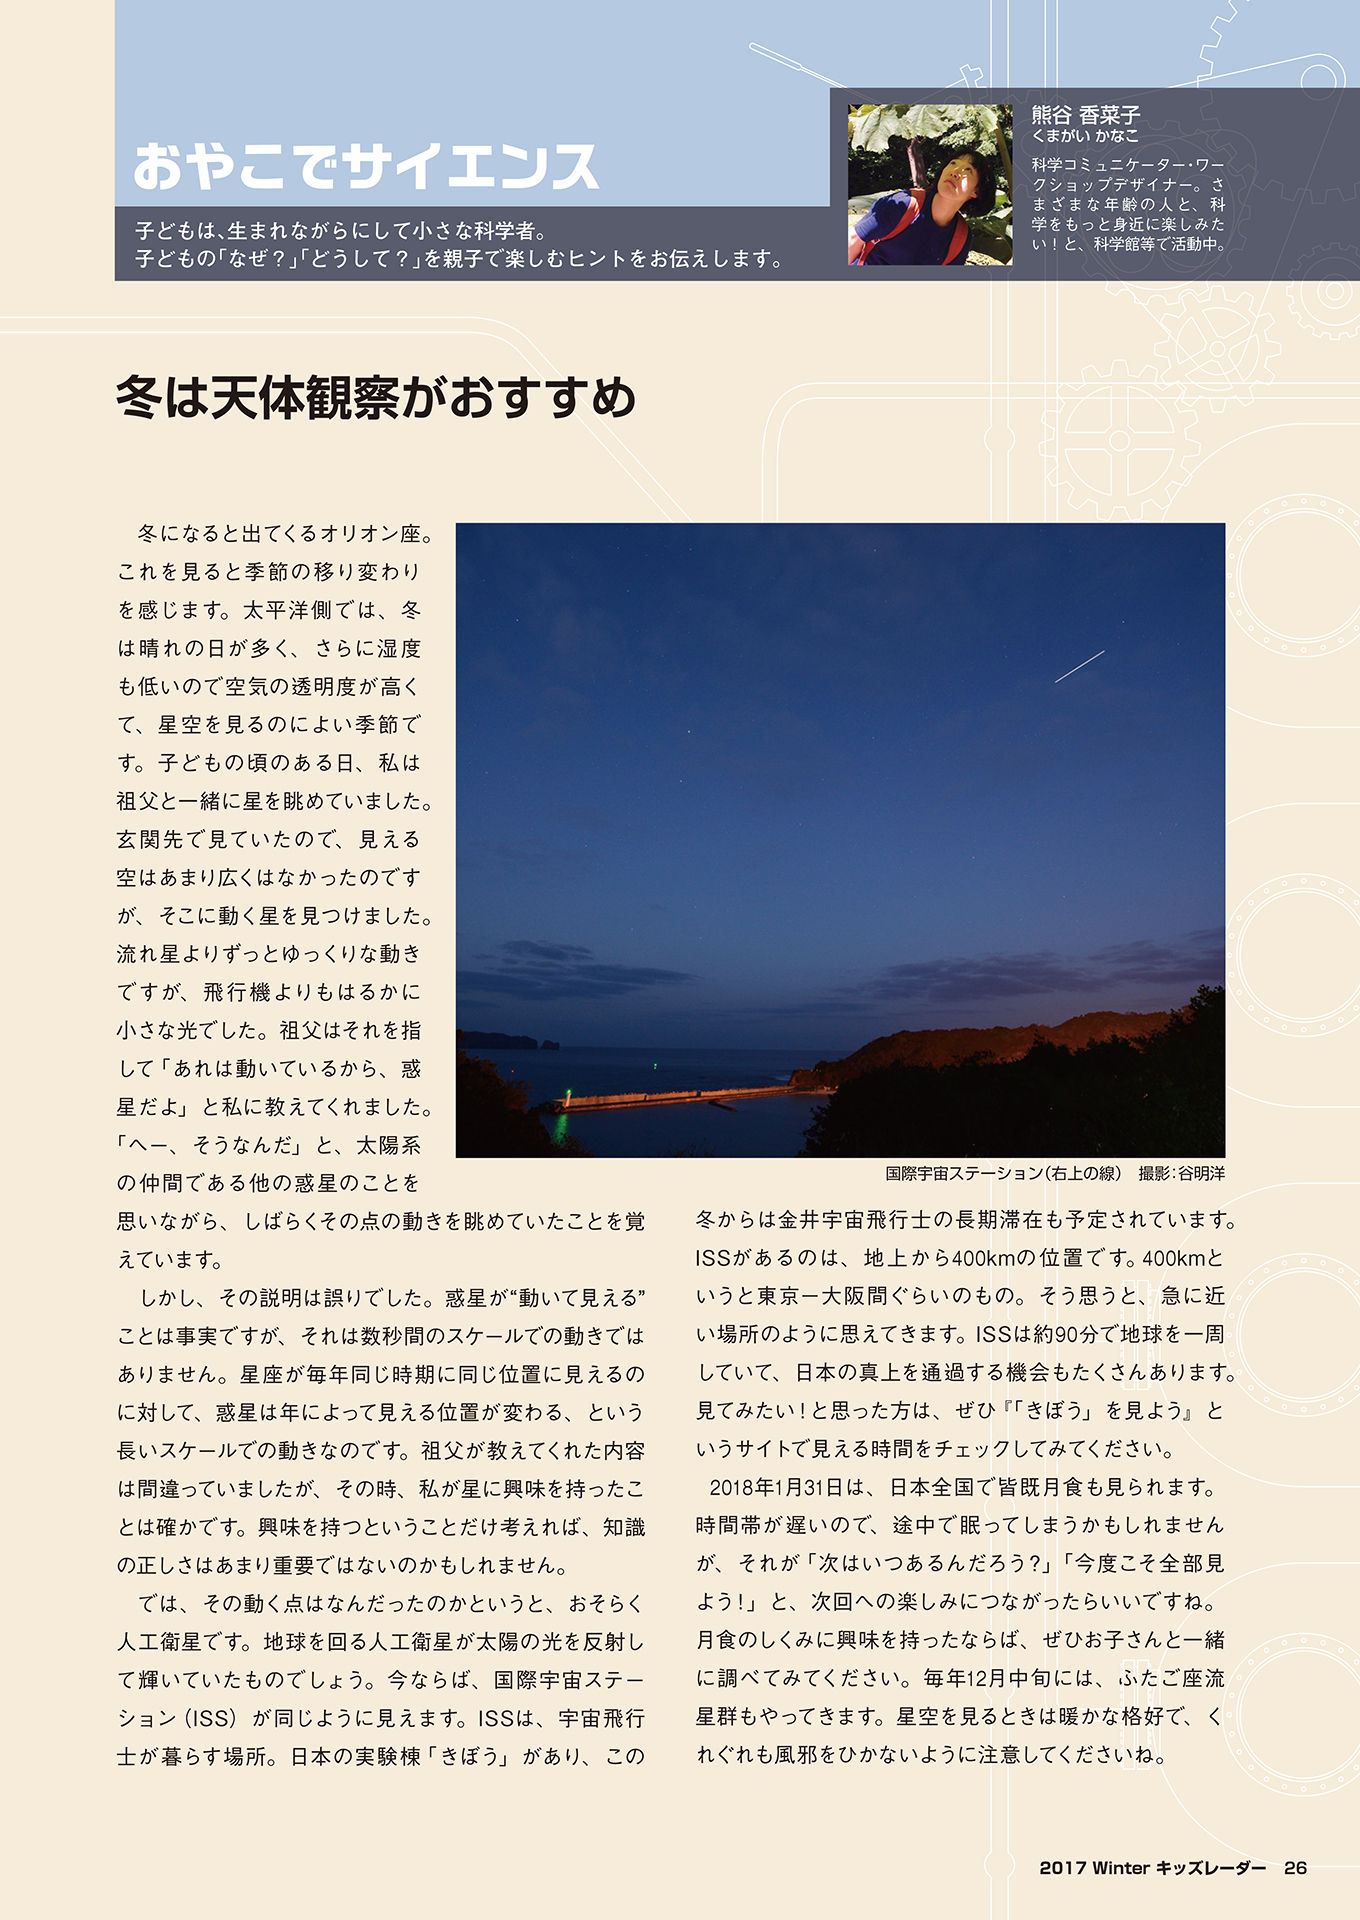 おやこでサイエンス
子どもは、生まれながらにして小さな科学者。
子どもの「なぜ？」「どうして？」を親子で楽しむヒントをお伝えします。
熊谷 香菜子
くまがい かなこ
科学コミュニケーター・ワー
クショップデザイナー。さ
まざまな年齢の人と、科
学をもっと身近に楽しみた
い！と、科学館等で活動中。
冬は天体観察がおすすめ
冬になると出てくるオリオン座。
これを見ると季節の移り変わり
を感じます。太平洋側では、冬
は晴れの日が多く、さらに湿度
も低いので空気の透明度が高く
て、星空を見るのによい季節で
す。子どもの頃のある日、私は
祖父と一緒に星を眺めていました。
玄関先で見ていたので、見える
空はあまり広くはなかったのです
が、そこに動く星を見つけました。
流れ星よりずっとゆっくりな動き
ですが、飛行機よりもはるかに
小さな光でした。祖父はそれを指
して「あれは動いているから、惑
星だよ」と私に教えてくれました。
「へー、そうなんだ」と、太陽系
の仲間である他の惑星のことを
思いながら、しばらくその点の動きを眺めていたことを覚
えています。
しかし、その説明は誤りでした。惑星が“動いて見える”
ことは事実ですが、それは数秒間のスケールでの動きでは
ありません。星座が毎年同じ時期に同じ位置に見えるの
に対して、惑星は年によって見える位置が変わる、という
長いスケールでの動きなのです。祖父が教えてくれた内容
は間違っていましたが、その時、私が星に興味を持ったこ
とは確かです。興味を持つということだけ考えれば、知識
の正しさはあまり重要ではないのかもしれません。
では、その動く点はなんだったのかというと、おそらく
人工衛星です。地球を回る人工衛星が太陽の光を反射し
て輝いていたものでしょう。今ならば、国際宇宙ステー
ション（ISS）が同じように見えます。ISSは、宇宙飛行
士が暮らす場所。日本の実験棟「きぼう」があり、この
国際宇宙ステーション（右上の線） 撮影：谷明洋
冬からは金井宇宙飛行士の長期滞在も予定されています。
ISSがあるのは、地上から400kmの位置です。400kmと
いうと東京ー大阪間ぐらいのもの。そう思うと、急に近
い場所のように思えてきます。ISSは約90分で地球を一周
していて、日本の真上を通過する機会もたくさんあります。
見てみたい！と思った方は、ぜひ『「きぼう」を見よう』と
いうサイトで見える時間をチェックしてみてください。
2018年1月31日は、日本全国で皆既月食も見られます。
時間帯が遅いので、途中で眠ってしまうかもしれません
が、それが「次はいつあるんだろう？」「今度こそ全部見
よう！」と、次回への楽しみにつながったらいいですね。
月食のしくみに興味を持ったならば、ぜひお子さんと一緒
に調べてみてください。毎年12月中旬には、ふたご座流
星群もやってきます。星空を見るときは暖かな格好で、く
れぐれも風邪をひかないように注意してくださいね。
2017 Winter キッズレーダー 26